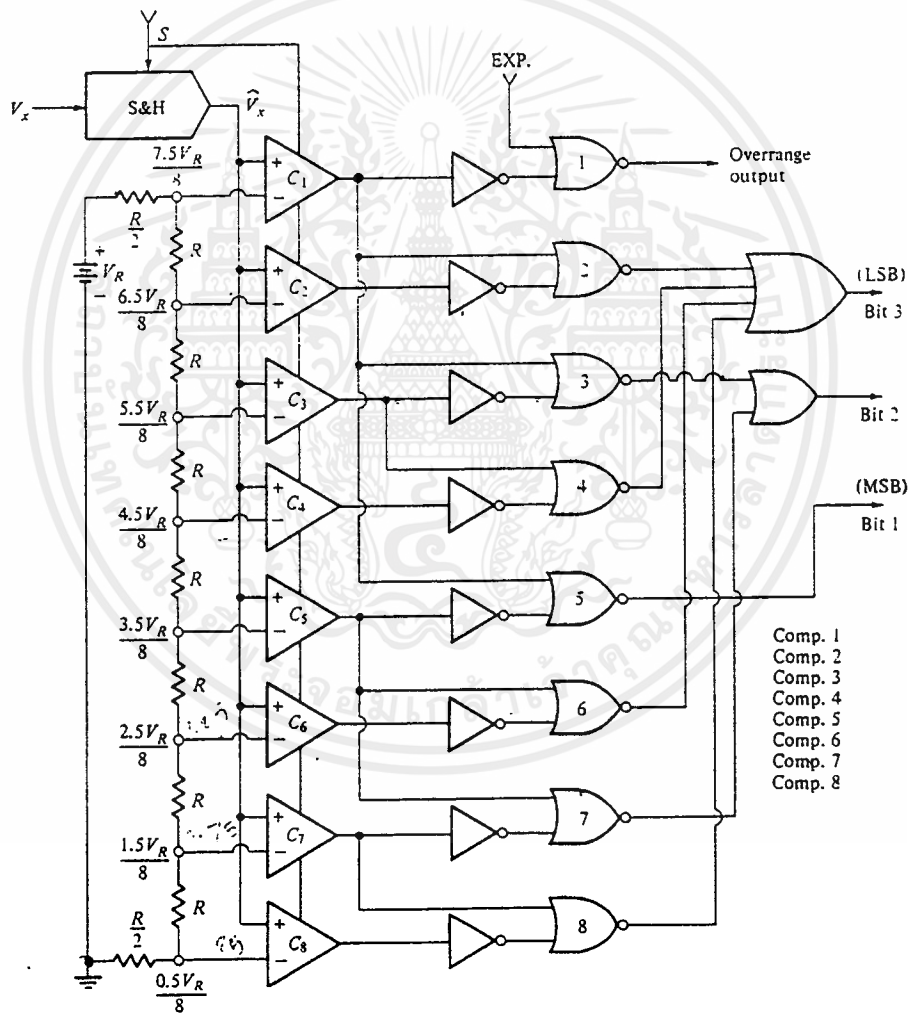 S
EXP.
V_x
S&H
V̂_x
7.5V_R
8
C_1
1
Overrange
output
R
2
R
V_R
+
-
6.5V_R
8
C_2
2
(LSB)
Bit 3
R
5.5V_R
8
C_3
3
Bit 2
R
4.5V_R
8
C_4
4
(MSB)
Bit 1
R
3.5V_R
8
C_5
5
R
2.5V_R
8
C_6
6
Comp. 1
Comp. 2
Comp. 3
Comp. 4
Comp. 5
Comp. 6
Comp. 7
Comp. 8
R
1.5V_R
8
C_7
7
R
R
2
C_8
8
0.5V_R
8